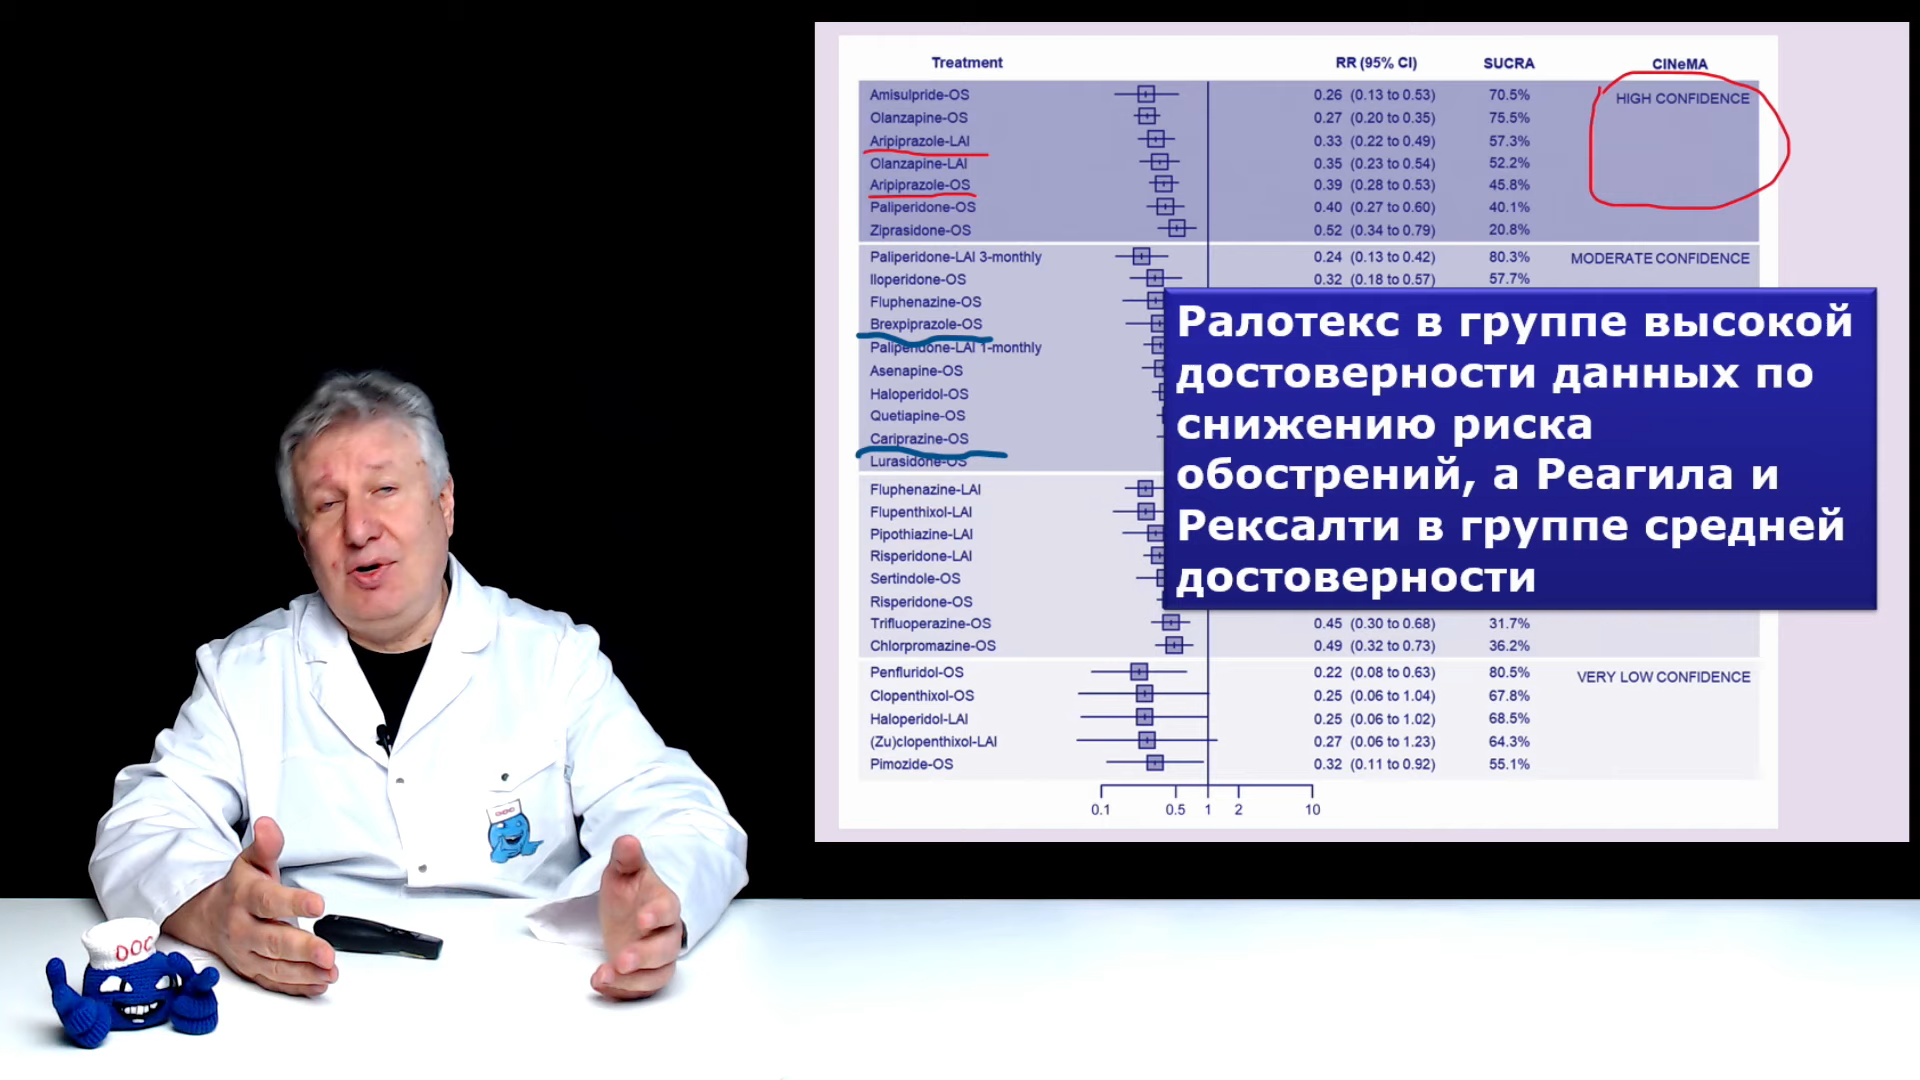 Treatment RR (95% CI) SUCRA CINeMA
Amisulpride-OS 0.26 (0.13 to 0.53) 70.5% HIGH CONFIDENCE
Olanzapine-OS 0.27 (0.20 to 0.35) 75.5%
Aripiprazole-LAI 0.33 (0.22 to 0.49) 57.3%
Olanzapine-LAI 0.35 (0.23 to 0.54) 52.2%
Aripiprazole-OS 0.39 (0.28 to 0.53) 45.8%
Paliperidone-OS 0.40 (0.27 to 0.60) 40.1%
Ziprasidone-OS 0.52 (0.34 to 0.79) 20.8%
Paliperidone-LAI 3-monthly 0.24 (0.13 to 0.42) 80.3% MODERATE CONFIDENCE
Iloperidone-OS 0.32 (0.18 to 0.57) 57.7%
Fluphenazine-OS
Brexpiprazole-OS
Paliperidone-LAI 1-monthly
Asenapine-OS
Haloperidol-OS
Quetiapine-OS
Cariprazine-OS
Lurasidone-OS
Fluphenazine-LAI
Flupenthixol-LAI
Pipothiazine-LAI
Risperidone-LAI
Sertindole-OS
Risperidone-OS
Trifluoperazine-OS 0.45 (0.30 to 0.68) 31.7%
Chlorpromazine-OS 0.49 (0.32 to 0.73) 36.2%
Penfluridol-OS 0.22 (0.08 to 0.63) 80.5% VERY LOW CONFIDENCE
Clopenthixol-OS 0.25 (0.06 to 1.04) 67.8%
Haloperidol-LAI 0.25 (0.06 to 1.02) 68.5%
(Zu)clopenthixol-LAI 0.27 (0.06 to 1.23) 64.3%
Pimozide-OS 0.32 (0.11 to 0.92) 55.1%
0.1 0.5 1 2 10
Ралотекс в группе высокой
достоверности данных по
снижению риска
обострений, а Реагила и
Рексалти в группе средней
достоверности
DOC